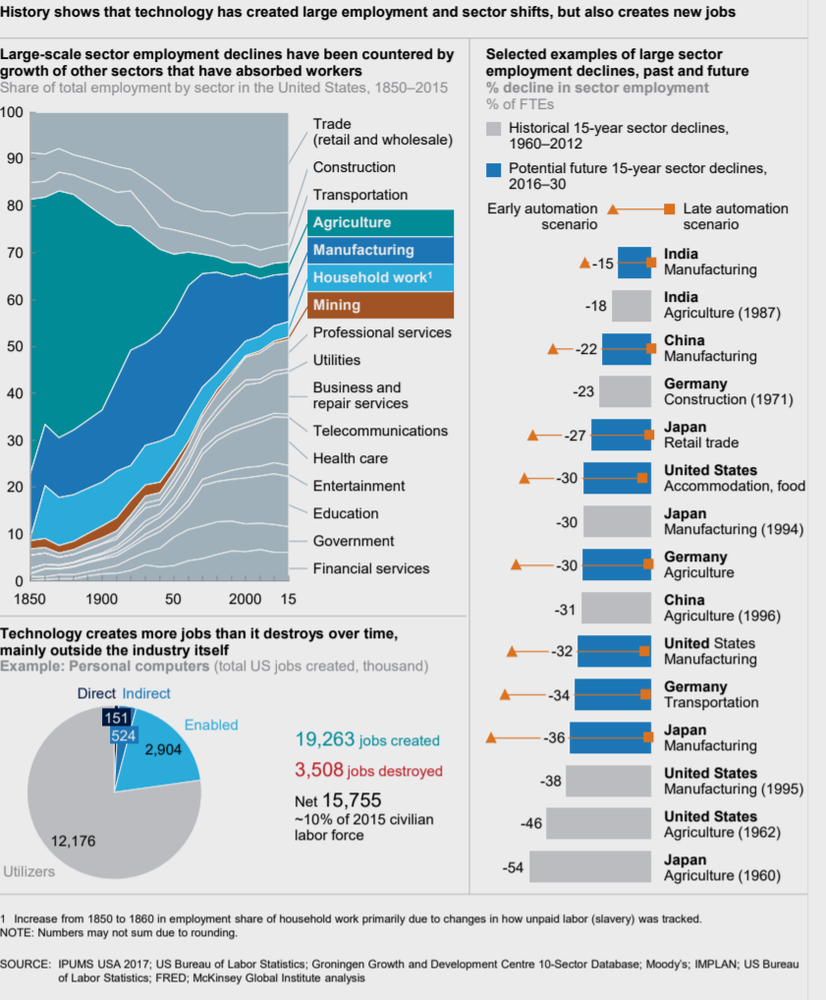 History shows that technology has created large employment and sector shifts, but also creates new jobs
Large-scale sector employment declines have been countered by
growth of other sectors that have absorbed workers
Share of total employment by sector in the United States, 1850–2015
100
90
80
70
60
50
40
30
20
10
0
1850
1900
50
2000
15
Trade
(retail and wholesale)
Construction
Transportation
Agriculture
Manufacturing
Household work¹
Mining
Professional services
Utilities
Business and
repair services
Telecommunications
Health care
Entertainment
Education
Government
Financial services
Technology creates more jobs than it destroys over time,
mainly outside the industry itself
Example: Personal computers (total US jobs created, thousand)
Direct
Indirect
Enabled
151
524
2,904
12,176
Utilizers
19,263 jobs created
3,508 jobs destroyed
Net 15,755
~10% of 2015 civilian
labor force
Selected examples of large sector
employment declines, past and future
% decline in sector employment
% of FTEs
Historical 15-year sector declines,
1960–2012
Potential future 15-year sector declines,
2016–30
Early automation
scenario
Late automation
scenario
-15
India
Manufacturing
-18
India
Agriculture (1987)
-22
China
Manufacturing
-23
Germany
Construction (1971)
-27
Japan
Retail trade
-30
United States
Accommodation, food
-30
Japan
Manufacturing (1994)
-30
Germany
Agriculture
-31
China
Agriculture (1996)
-32
United States
Manufacturing
-34
Germany
Transportation
-36
Japan
Manufacturing
-38
United States
Manufacturing (1995)
-46
United States
Agriculture (1962)
-54
Japan
Agriculture (1960)
1 Increase from 1850 to 1860 in employment share of household work primarily due to changes in how unpaid labor (slavery) was tracked.
NOTE: Numbers may not sum due to rounding.
SOURCE: IPUMS USA 2017; US Bureau of Labor Statistics; Groningen Growth and Development Centre 10-Sector Database; Moody's; IMPLAN; US Bureau
of Labor Statistics; FRED; McKinsey Global Institute analysis